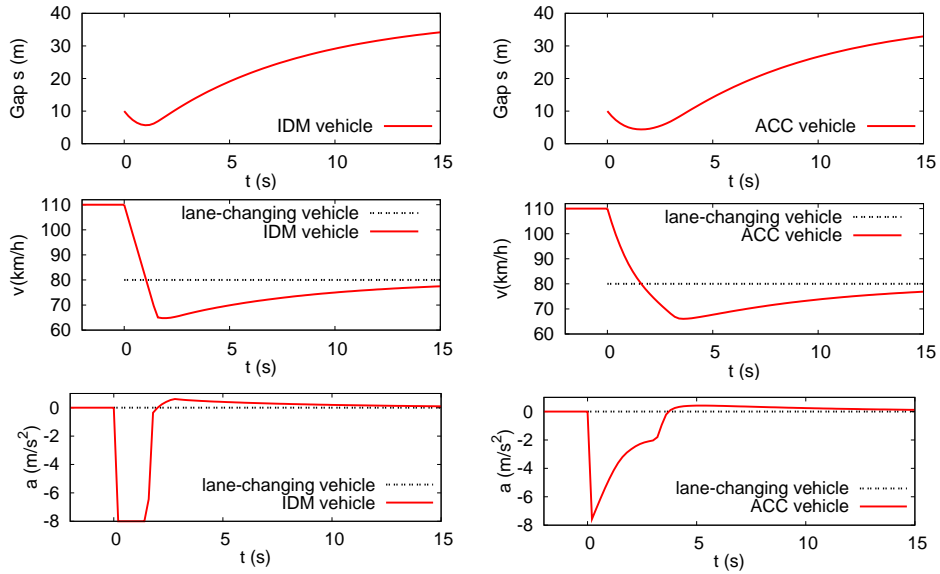 40
30
20
10
0
Gap s (m)
IDM vehicle
0 5 10 15
t (s)
40
30
20
10
0
Gap s (m)
ACC vehicle
0 5 10 15
t (s)
110
100
90
80
70
60
v(km/h)
lane-changing vehicle
IDM vehicle
0 5 10 15
t (s)
110
100
90
80
70
60
v(km/h)
lane-changing vehicle
ACC vehicle
0 5 10 15
t (s)
0
-2
-4
-6
-8
a (m/s²)
lane-changing vehicle
IDM vehicle
0 5 10 15
t (s)
0
-2
-4
-6
-8
a (m/s²)
lane-changing vehicle
ACC vehicle
0 5 10 15
t (s)